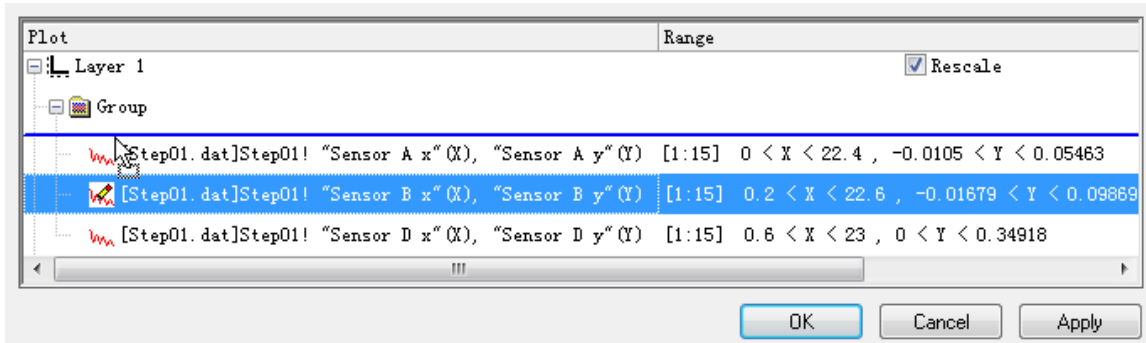 Plot Range
Layer 1 Rescale
Group
[Step01.dat]Step01! "Sensor A x"(X), "Sensor A y"(Y) [1:15] 0 < X < 22.4 , -0.0105 < Y < 0.05463
[Step01.dat]Step01! "Sensor B x"(X), "Sensor B y"(Y) [1:15] 0.2 < X < 22.6 , -0.01679 < Y < 0.09869
[Step01.dat]Step01! "Sensor D x"(X), "Sensor D y"(Y) [1:15] 0.6 < X < 23 , 0 < Y < 0.34918
OK Cancel Apply